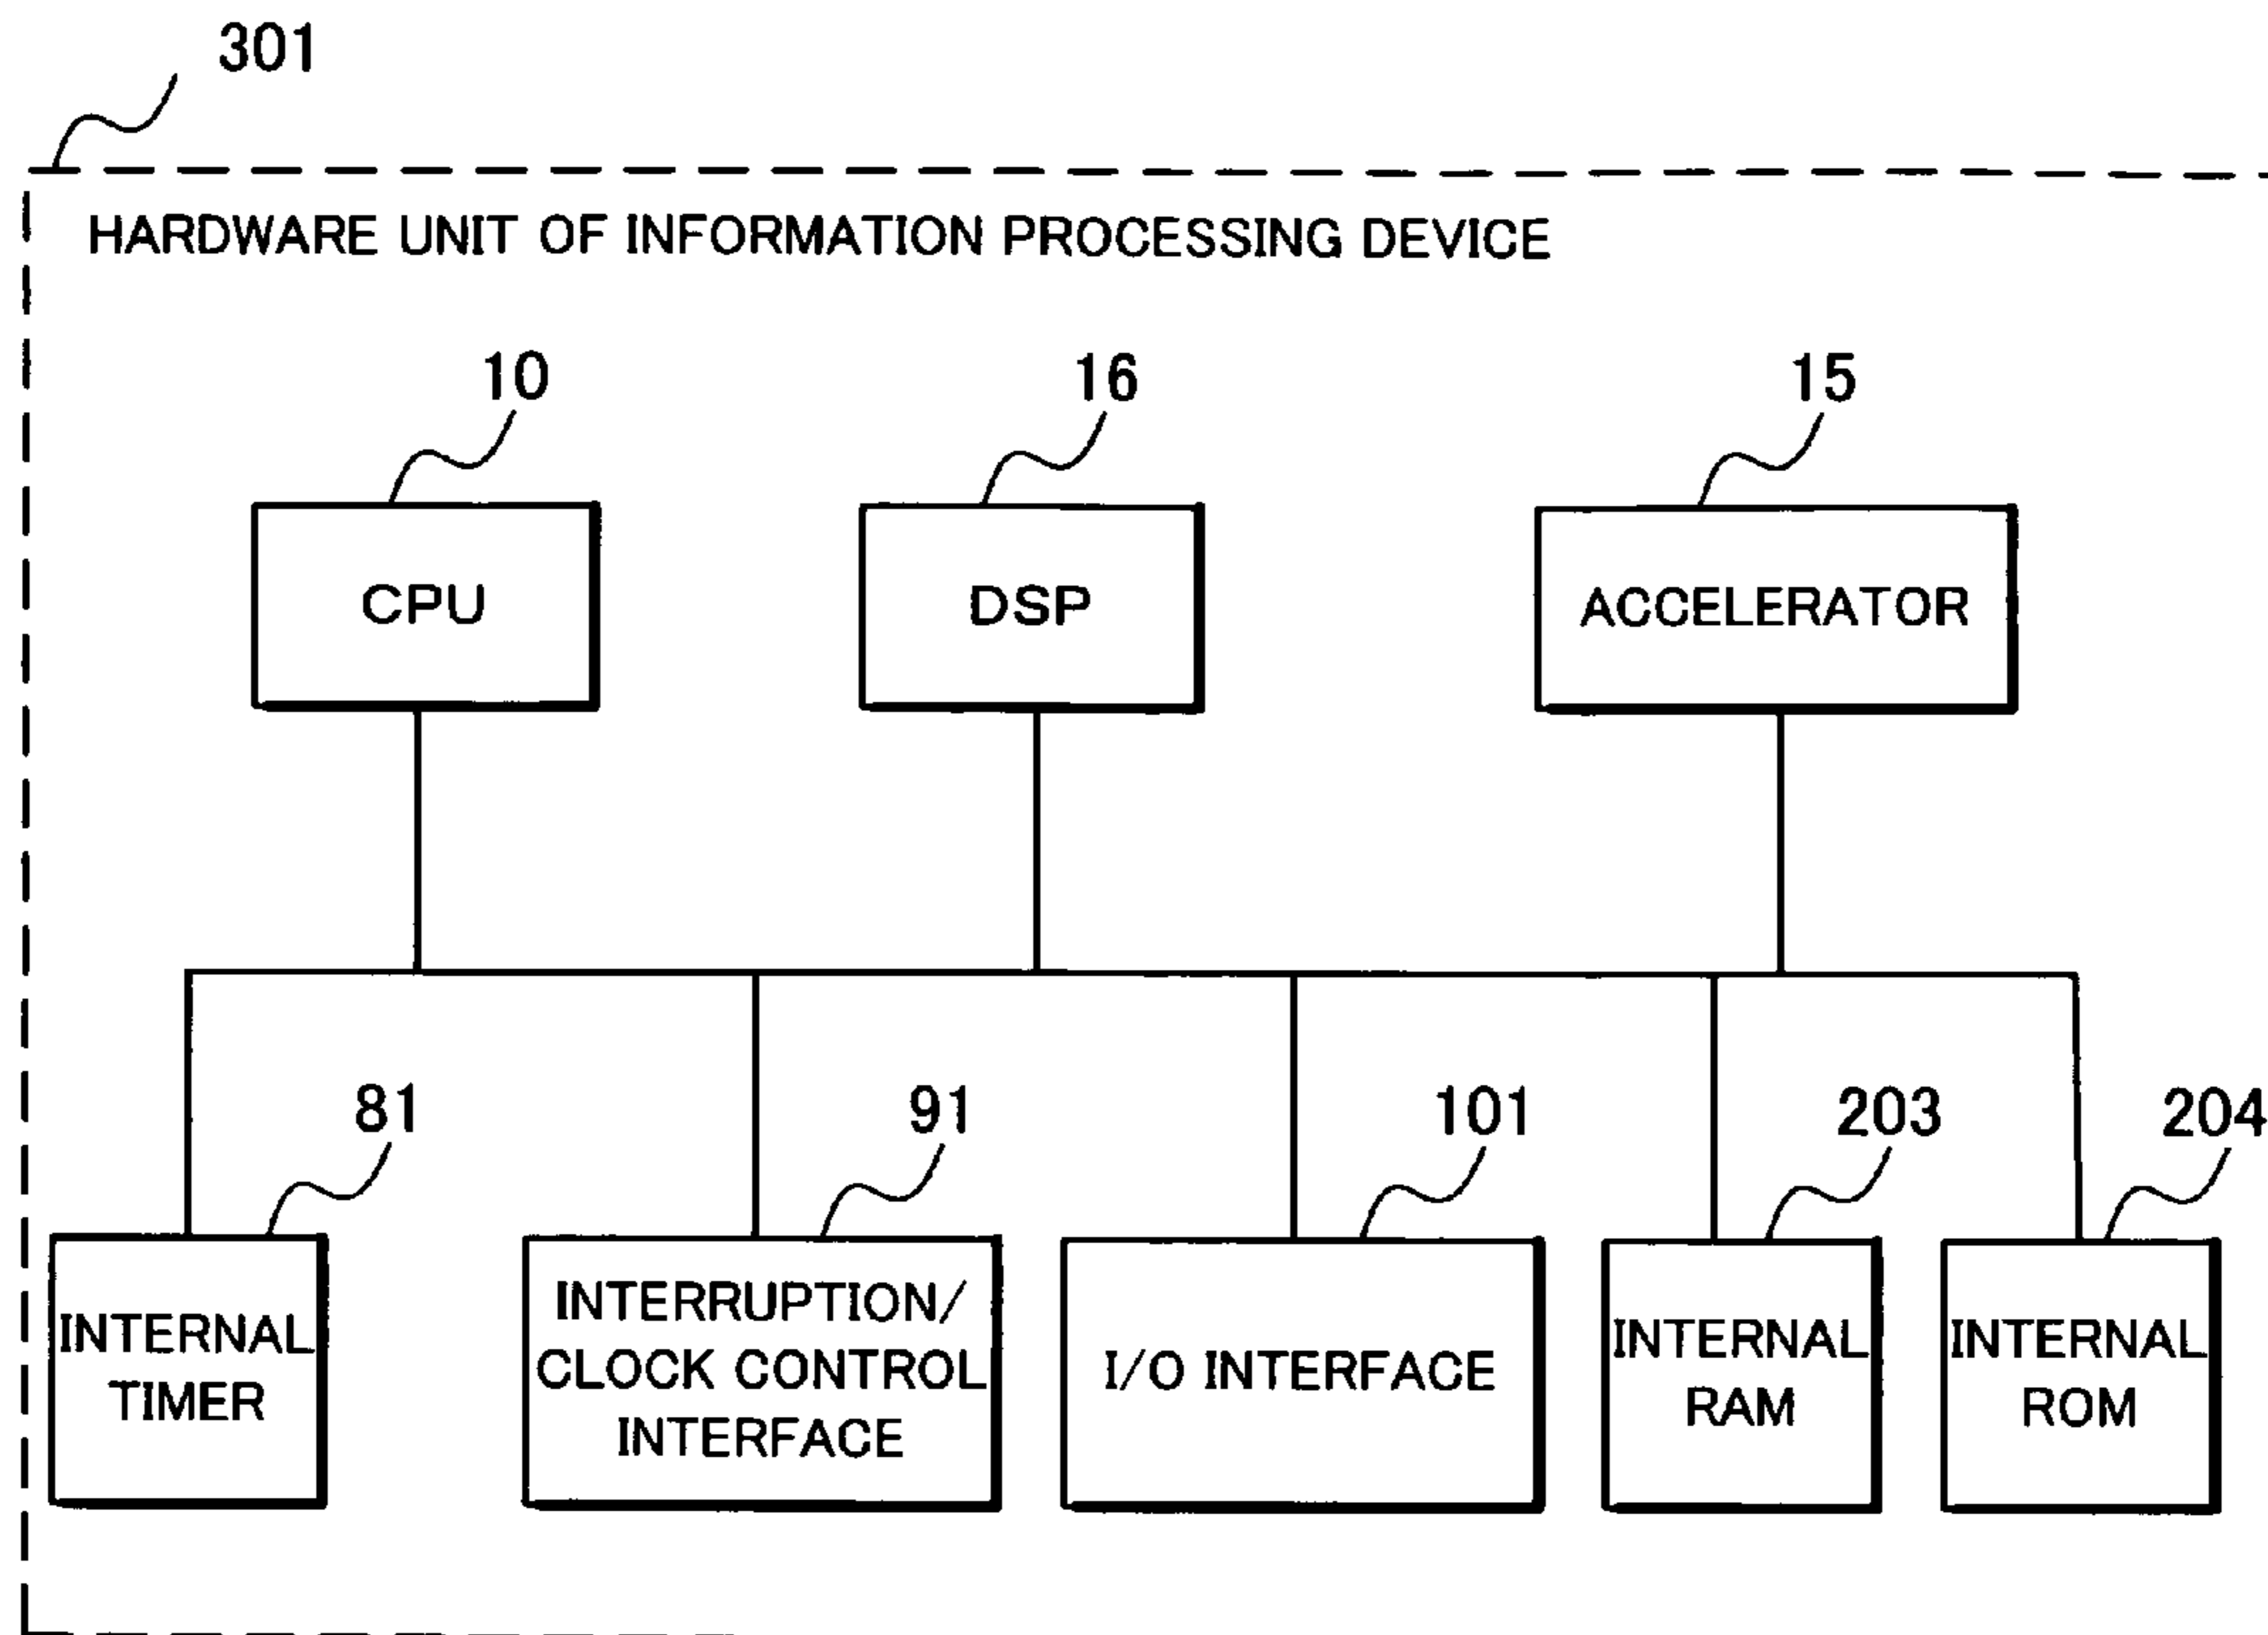 301
HARDWARE UNIT OF INFORMATION PROCESSING DEVICE
10
16
15
CPU
DSP
ACCELERATOR
81
91
101
203
204
INTERNAL
TIMER
INTERRUPTION/
CLOCK CONTROL
INTERFACE
I/O INTERFACE
INTERNAL
RAM
INTERNAL
ROM